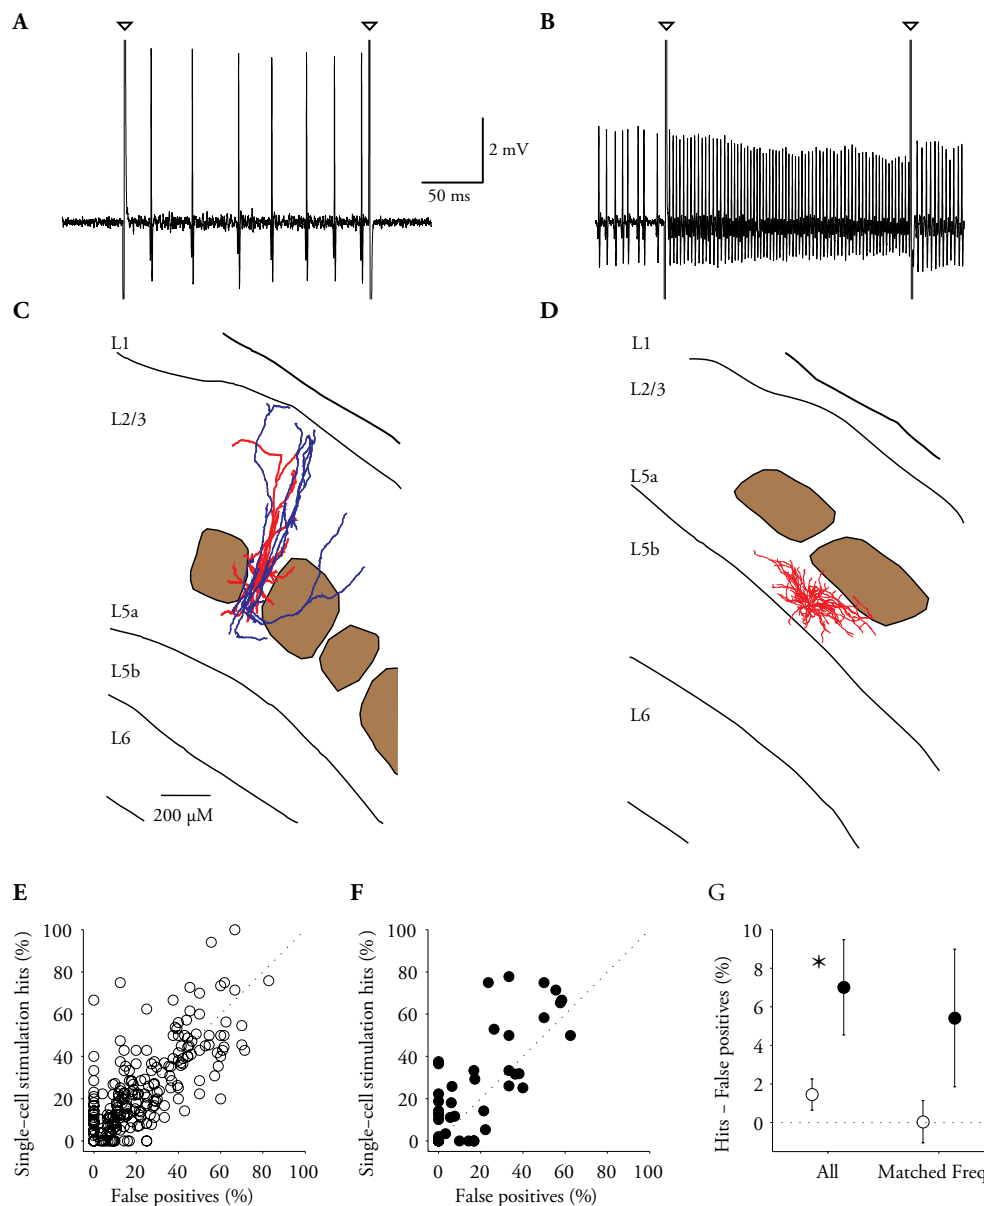 A
B
2 mV
50 ms
C
D
L1
L2/3
L5a
L5b
L6
200 μM
L1
L2/3
L5a
L5b
L6
E
F
G
Single–cell stimulation hits (%)
100
80
60
40
20
0
0 20 40 60 80 100
False positives (%)
Single–cell stimulation hits (%)
100
80
60
40
20
0
0 20 40 60 80 100
False positives (%)
Hits – False positives (%)
10
8
6
4
2
0
*
All
Matched Freq